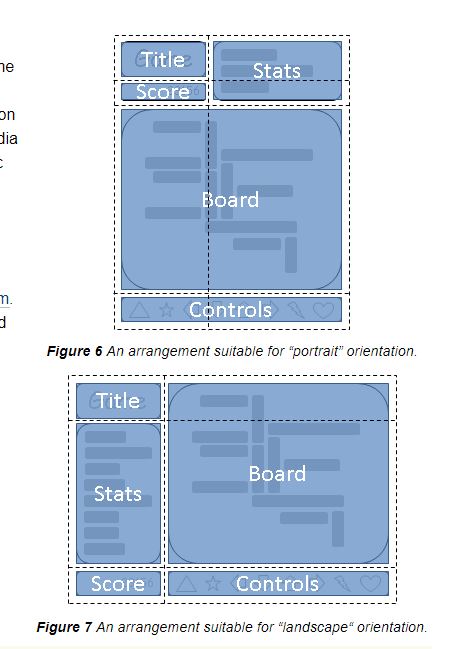 ne
on
dia
c
m.
d
Title
Stats
Score
Board
Controls
Figure 6 An arrangement suitable for “portrait” orientation.
Title
Stats
Board
Score
Controls
Figure 7 An arrangement suitable for “landscape“ orientation.